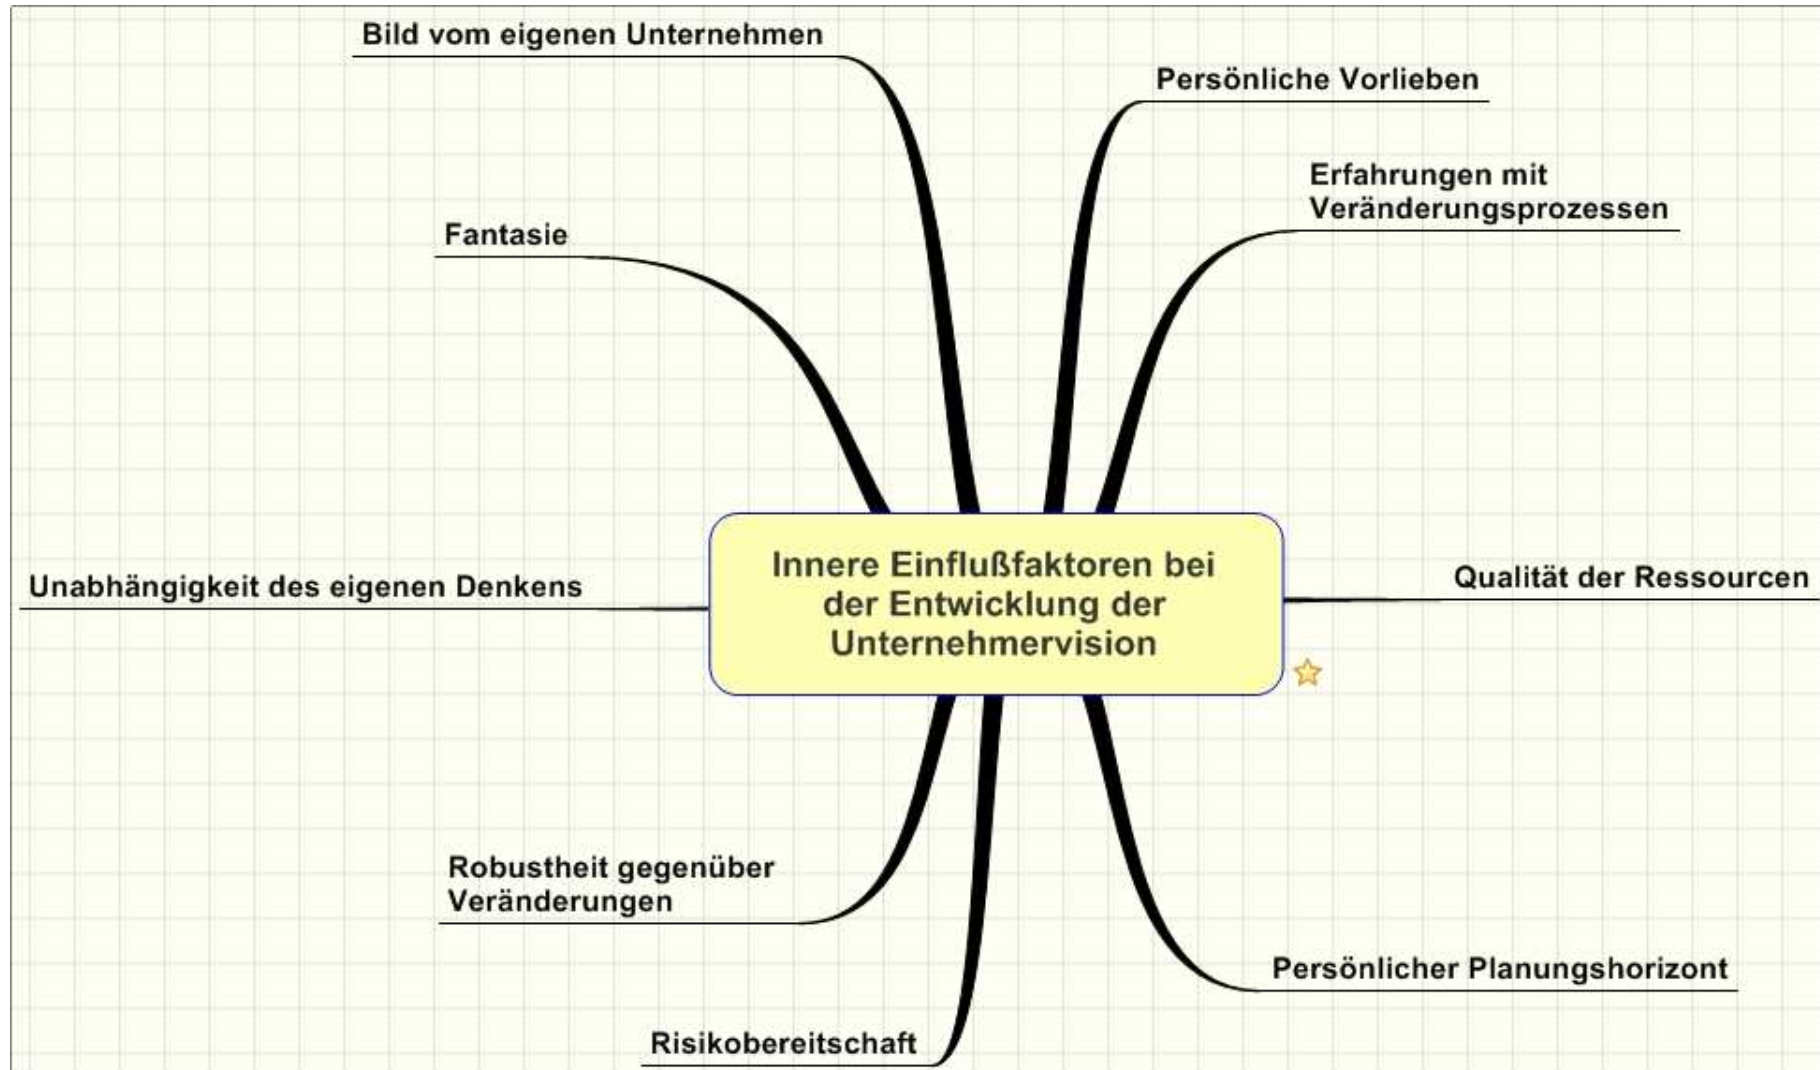 Bild vom eigenen Unternehmen
Persönliche Vorlieben
Erfahrungen mit
Veränderungsprozessen
Fantasie
Innere Einflußfaktoren bei
der Entwicklung der
Unternehmervision
Unabhängigkeit des eigenen Denkens
Qualität der Ressourcen
Robustheit gegenüber
Veränderungen
Persönlicher Planungshorizont
Risikobereitschaft